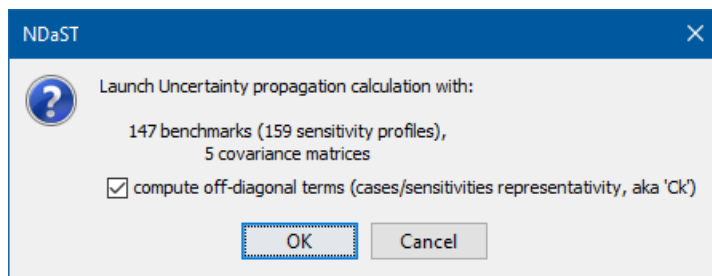 NDaST
Launch Uncertainty propagation calculation with:
147 benchmarks (159 sensitivity profiles),
5 covariance matrices
compute off-diagonal terms (cases/sensitivities representativity, aka 'Ck')
OK
Cancel